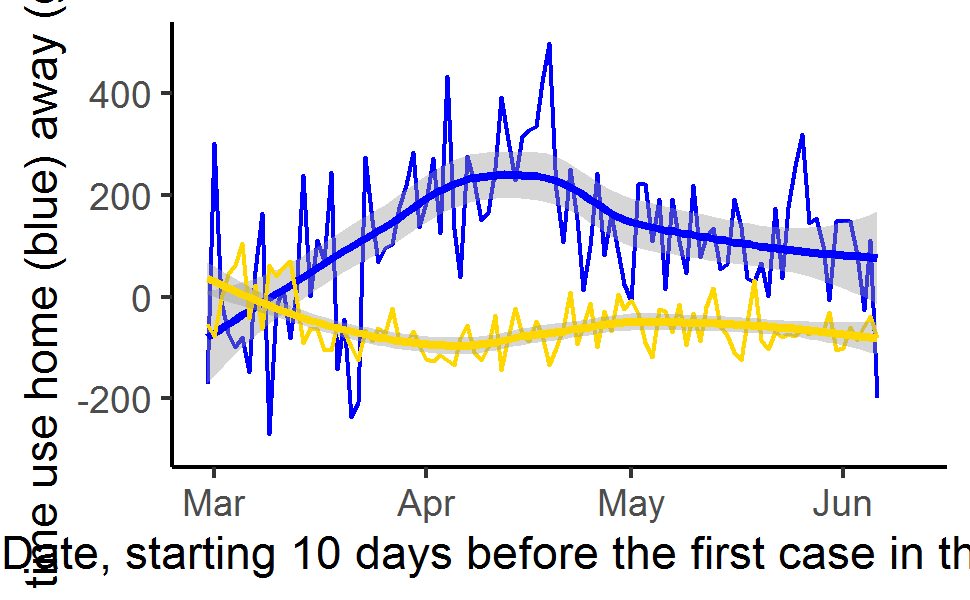 time use home (blue) away (
400
200
0
-200
Mar Apr May Jun
Date, starting 10 days before the first case in th